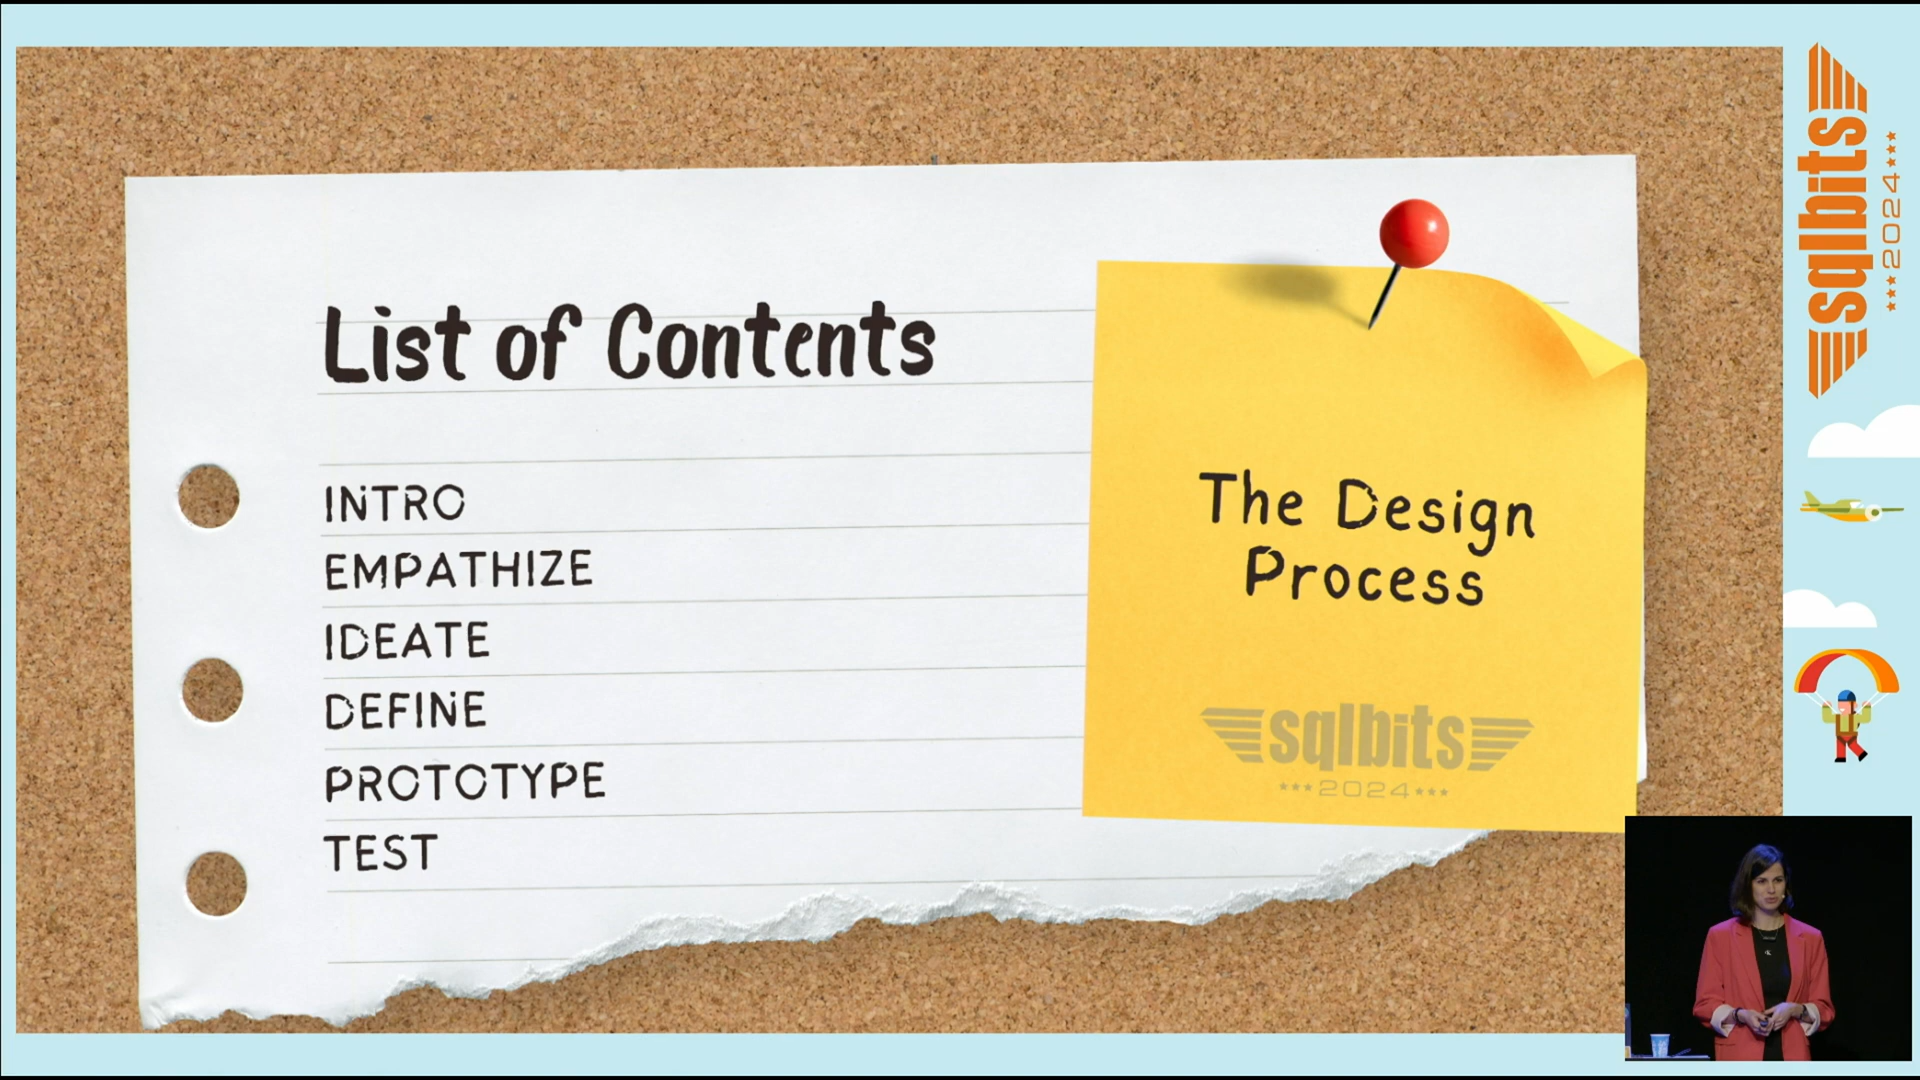 List of Contents
INTRO
EMPATHIZE
IDEATE
DEFINE
PROTOTYPE
TEST
The Design
Process
sqlbits
2024
sqlbits
2024